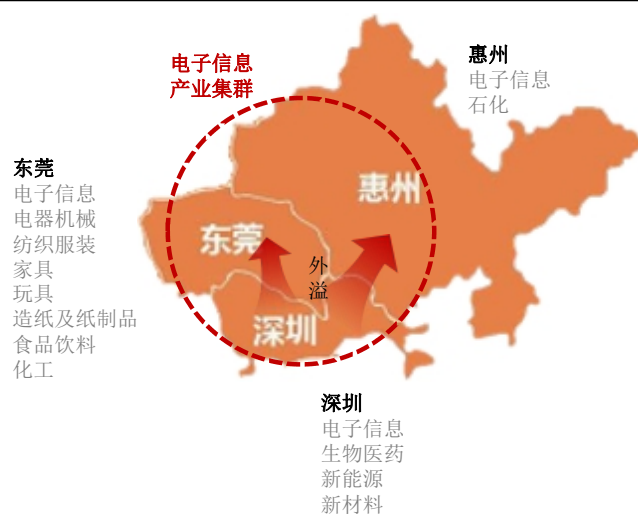 电子信息
产业集群
惠州
电子信息
石化
东莞
电子信息
电器机械
纺织服装
家具
玩具
造纸及纸制品
食品饮料
化工
惠州
东莞
外
溢
深圳
深圳
电子信息
生物医药
新能源
新材料